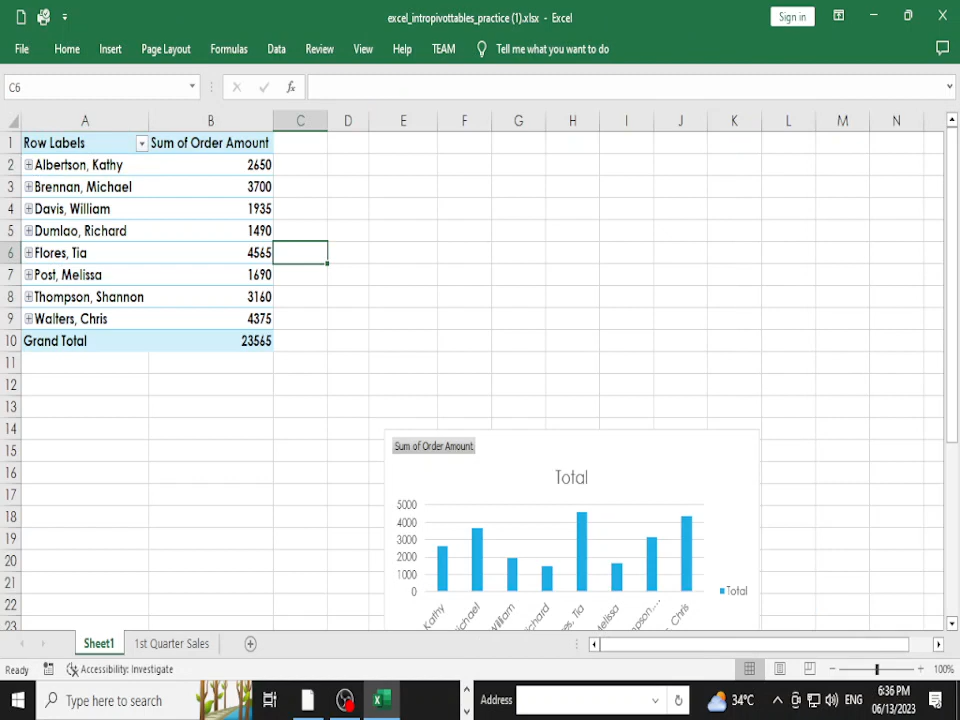 excel_intropivottables_practice (1).xlsx - Excel
Sign in
File Home Insert Page Layout Formulas Data Review View Help TEAM Tell me what you want to do
C6
fx
A B C D E F G H I J K L M N
1 Row Labels Sum of Order Amount
2 Albertson, Kathy 2650
3 Brennan, Michael 3700
4 Davis, William 1935
5 Dumlao, Richard 1490
6 Flores, Tia 4565
7 Post, Melissa 1690
8 Thompson, Shannon 3160
9 Walters, Chris 4375
10 Grand Total 23565
11
12
13
14
15
16
17
18
19
20
21
22
23
Sum of Order Amount
Total
5000
4000
3000
2000
1000
0
Kathy
William
Tia
Chris
Total
Sheet1 1st Quarter Sales
Ready Accessibility: Investigate 100%
Type here to search
Address
34°C
ENG
6:36 PM
06/13/2023